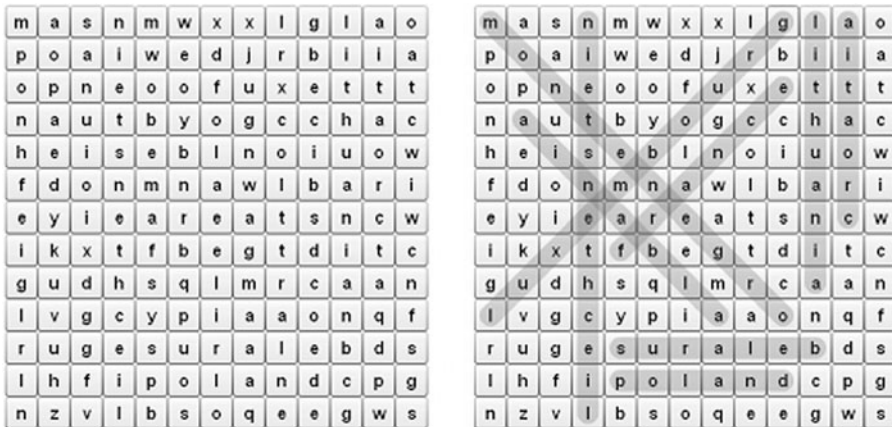 m a s n m w x x l g l a o
p o a i w e d j r b i i a
o p n e o o f u x e t t t
n a u t b y o g c c h a c
h e i s e b l n o i u o w
f d o n m n a w l b a r i
e y i e a r e a t s n c w
i k x t f b e g t d i t c
g u d h s q l m r c a a n
l v g c y p i a a o n q f
r u g e s u r a l e b d s
l h f i p o l a n d c p g
n z v l b s o q e e g w s
m a s n m w x x l g l a o
p o a i w e d j r b i i a
o p n e o o f u x e t t t
n a u t b y o g c c h a c
h e i s e b l n o i u o w
f d o n m n a w l b a r i
e y i e a r e a t s n c w
i k x t f b e g t d i t c
g u d h s q l m r c a a n
l v g c y p i a a o n q f
r u g e s u r a l e b d s
l h f i p o l a n d c p g
n z v l b s o q e e g w s